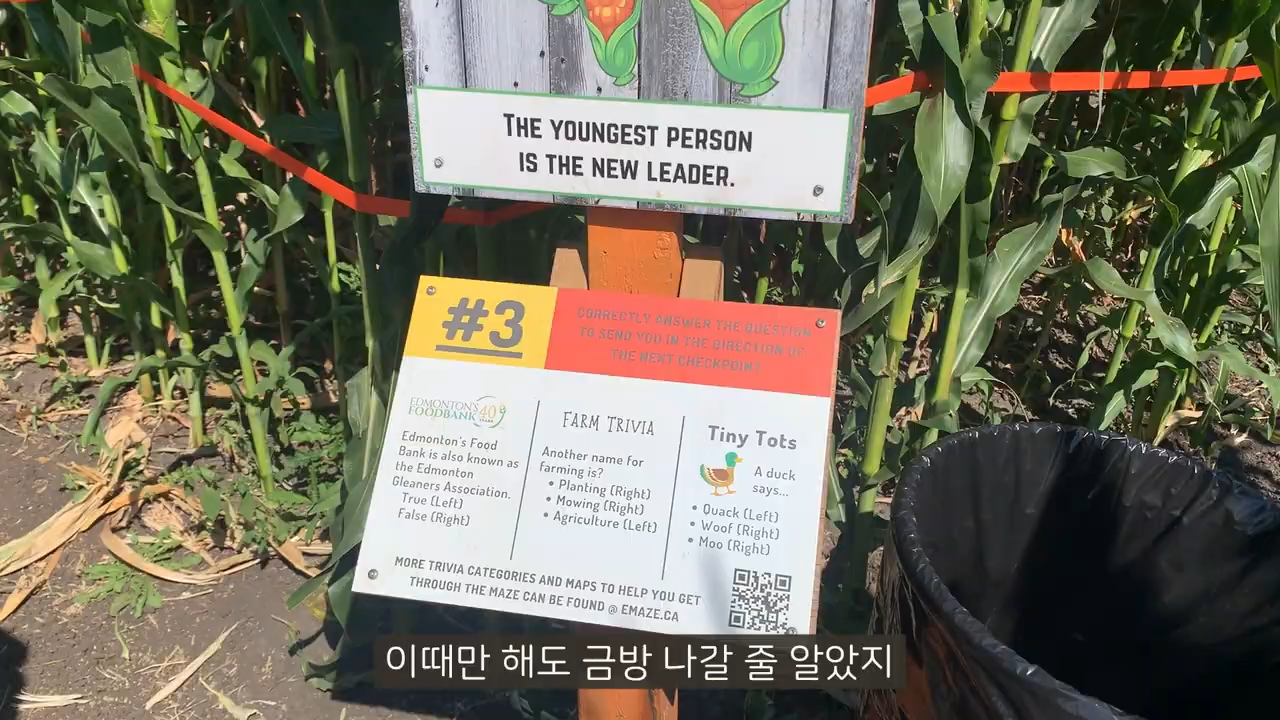 THE YOUNGEST PERSON
IS THE NEW LEADER.
#3
CORRECTLY ANSWER THE QUESTION
TO SEND YOU IN THE DIRECTION OF
THE NEXT CHECKPOINT
EDMONTON'S
FOODBANK 40
YEARS
Edmonton's Food
Bank is also known as
the Edmonton
Gleaners Association.
True (Left)
False (Right)
FARM TRIVIA
Another name for
farming is?
• Planting (Right)
• Mowing (Right)
• Agriculture (Left)
Tiny Tots
A duck
says...
• Quack (Left)
• Woof (Right)
• Moo (Right)
MORE TRIVIA CATEGORIES AND MAPS TO HELP YOU GET
THROUGH THE MAZE CAN BE FOUND @ EMAZE.CA
이때만 해도 금방 나갈 줄 알았지